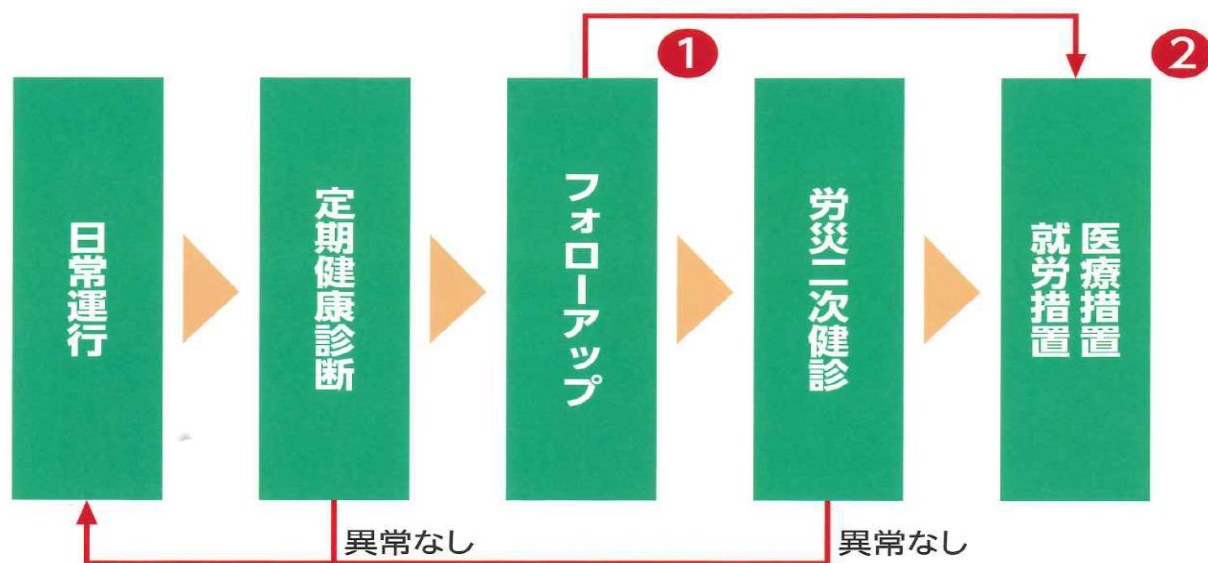 1
2
日常運行
定期健康診断
フォローアップ
労災二次健診
医療措置
就労措置
異常なし
異常なし